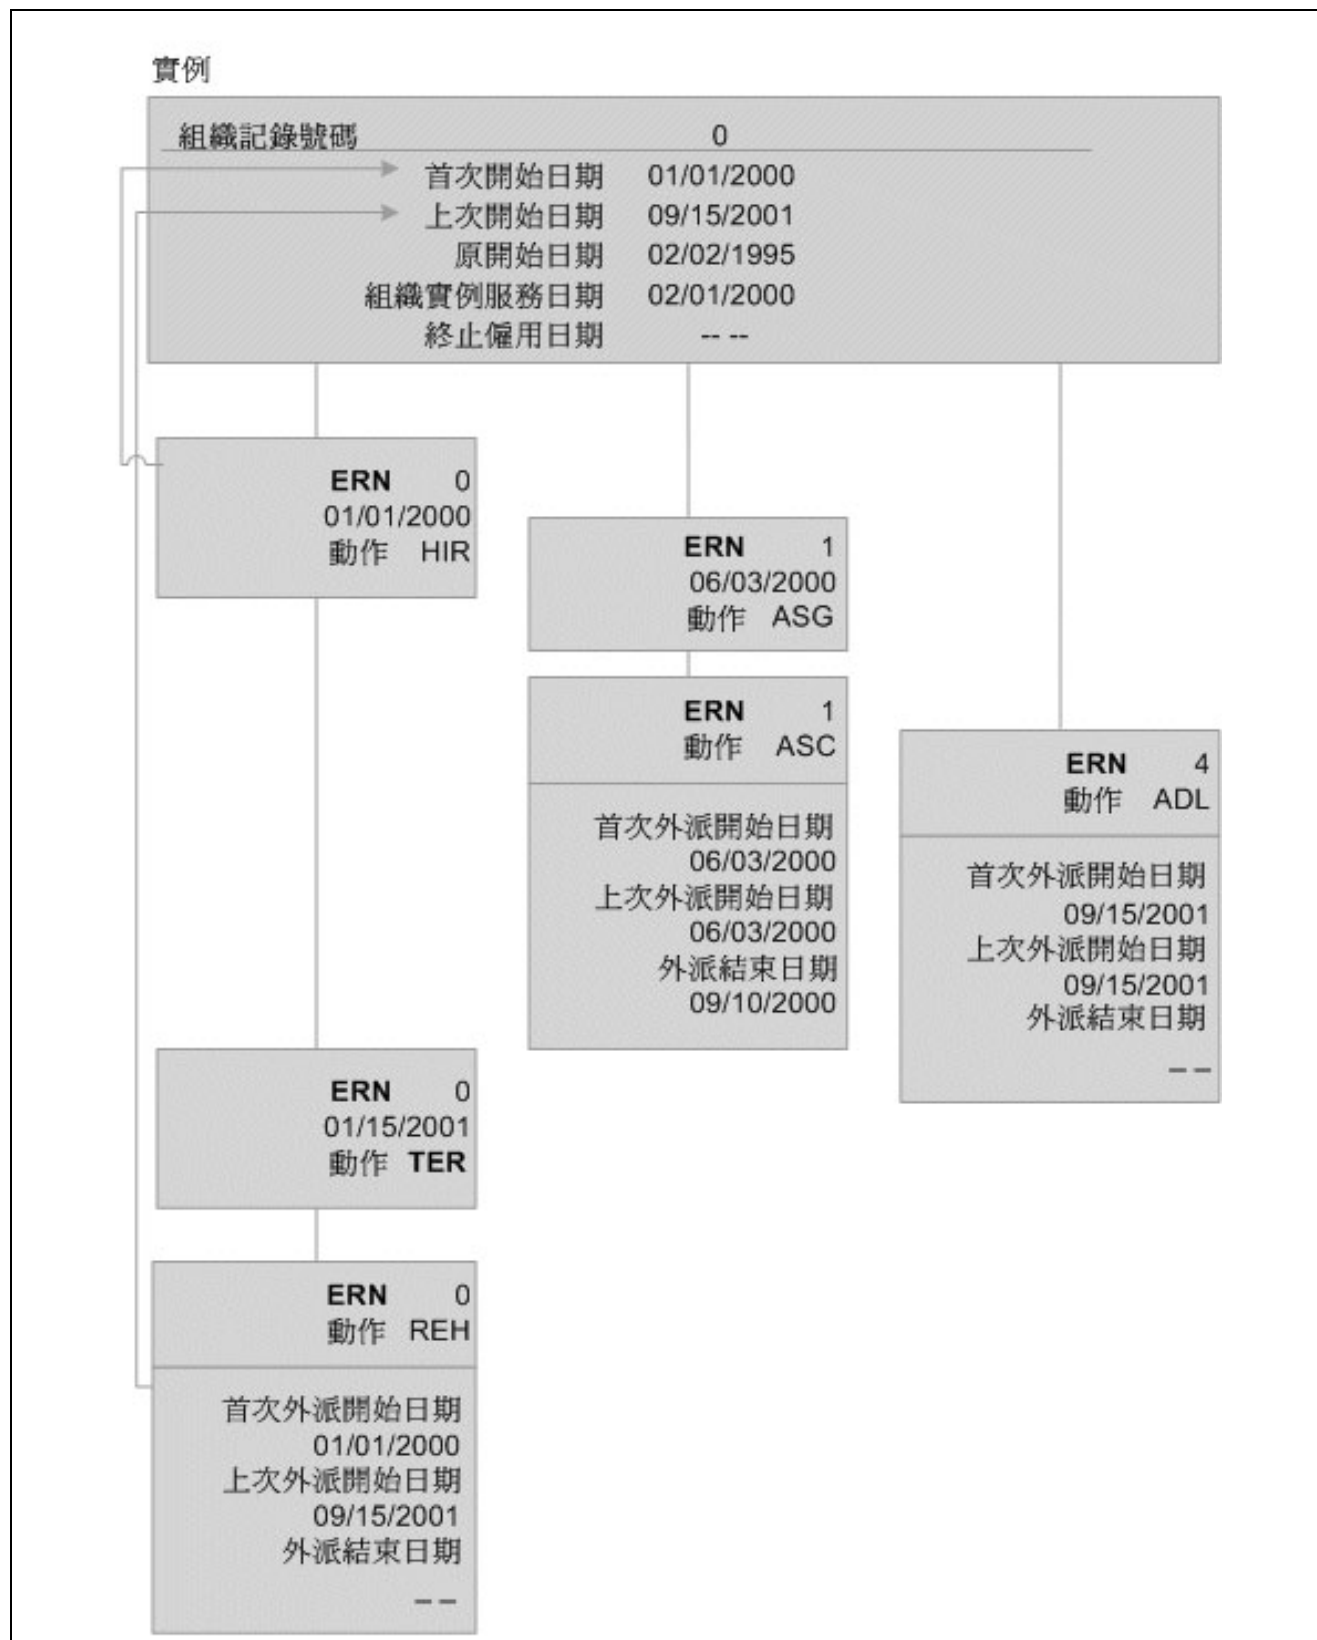 實例
組織記錄號碼 0
首次開始日期 01/01/2000
上次開始日期 09/15/2001
原開始日期 02/02/1995
組織實例服務日期 02/01/2000
終止僱用日期 -- --
ERN 0
01/01/2000
動作 HIR
ERN 1
06/03/2000
動作 ASG
ERN 1
動作 ASC
首次外派開始日期
06/03/2000
上次外派開始日期
06/03/2000
外派結束日期
09/10/2000
ERN 4
動作 ADL
首次外派開始日期
09/15/2001
上次外派開始日期
09/15/2001
外派結束日期
– –
ERN 0
01/15/2001
動作 TER
ERN 0
動作 REH
首次外派開始日期
01/01/2000
上次外派開始日期
09/15/2001
外派結束日期
– –